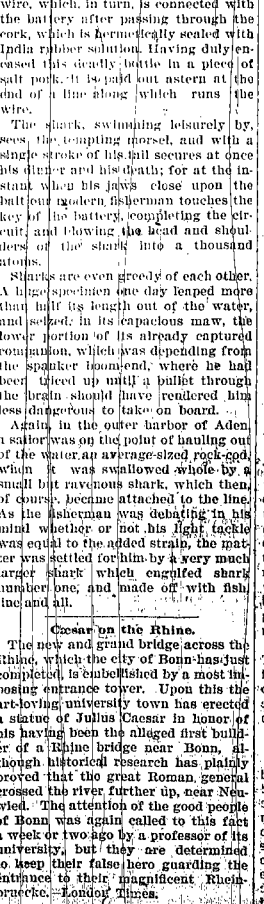 wire, which, in turn, is connected with
the battery after passing through the
cork, which is hermetically sealed with
India rubber solution. Having duly en-
cased this deadly bottle in a piece of
salt pork, it is paid out astern at the
end of a line along which runs the
wire.
The shark, swimming leisurely by,
sees the tempting morsel, and with a
single stroke of his tail secures at once
his dinner and his death; for at the in-
stant when his jaws close upon the
bait our modern fisherman touches the
key of the battery, completing the cir-
cuit, and blowing the head and shoul-
ders of the shark into a thousand
atoms.
Sharks are even greedy of each other.
A huge specimen one day leaped more
than half its length out of the water,
and seized, in its capacious maw, the
lower portion of its already captured
companion, which was depending from
the spanker boom-end, where he had
been triced up until a bullet through
the brain should have rendered him
less dangerous to take on board.
Again, in the outer harbor of Aden,
a sailor was on the point of hauling out
of the water an average-sized rock-cod,
when it was swallowed whole by a
small but ravenous shark, which then,
of course, became attached to the line.
As the fisherman was debating in his
mind whether or not his light tackle
was equal to the added strain, the mat-
ter was settled for him by a very much
larger shark which engulfed shark
number one, and made off with fish,
line and all.
Cæsar on the Rhine.
The new and grand bridge across the
Rhine, which the city of Bonn has just
completed, is embellished by a most im-
posing entrance tower. Upon this the
art-loving university town has erected
a statue of Julius Caesar in honor of
his having been the alleged first build-
er of a Rhine bridge near Bonn, al-
though historical research has plainly
proved that the great Roman general
crossed the river further up, near Neu-
wied. The attention of the good people
of Bonn was again called to this fact
a week or two ago by a professor of its
university, but they are determined
to keep their false hero guarding the
entrance to their magnificent Rhein-
bruecke.—London Times.